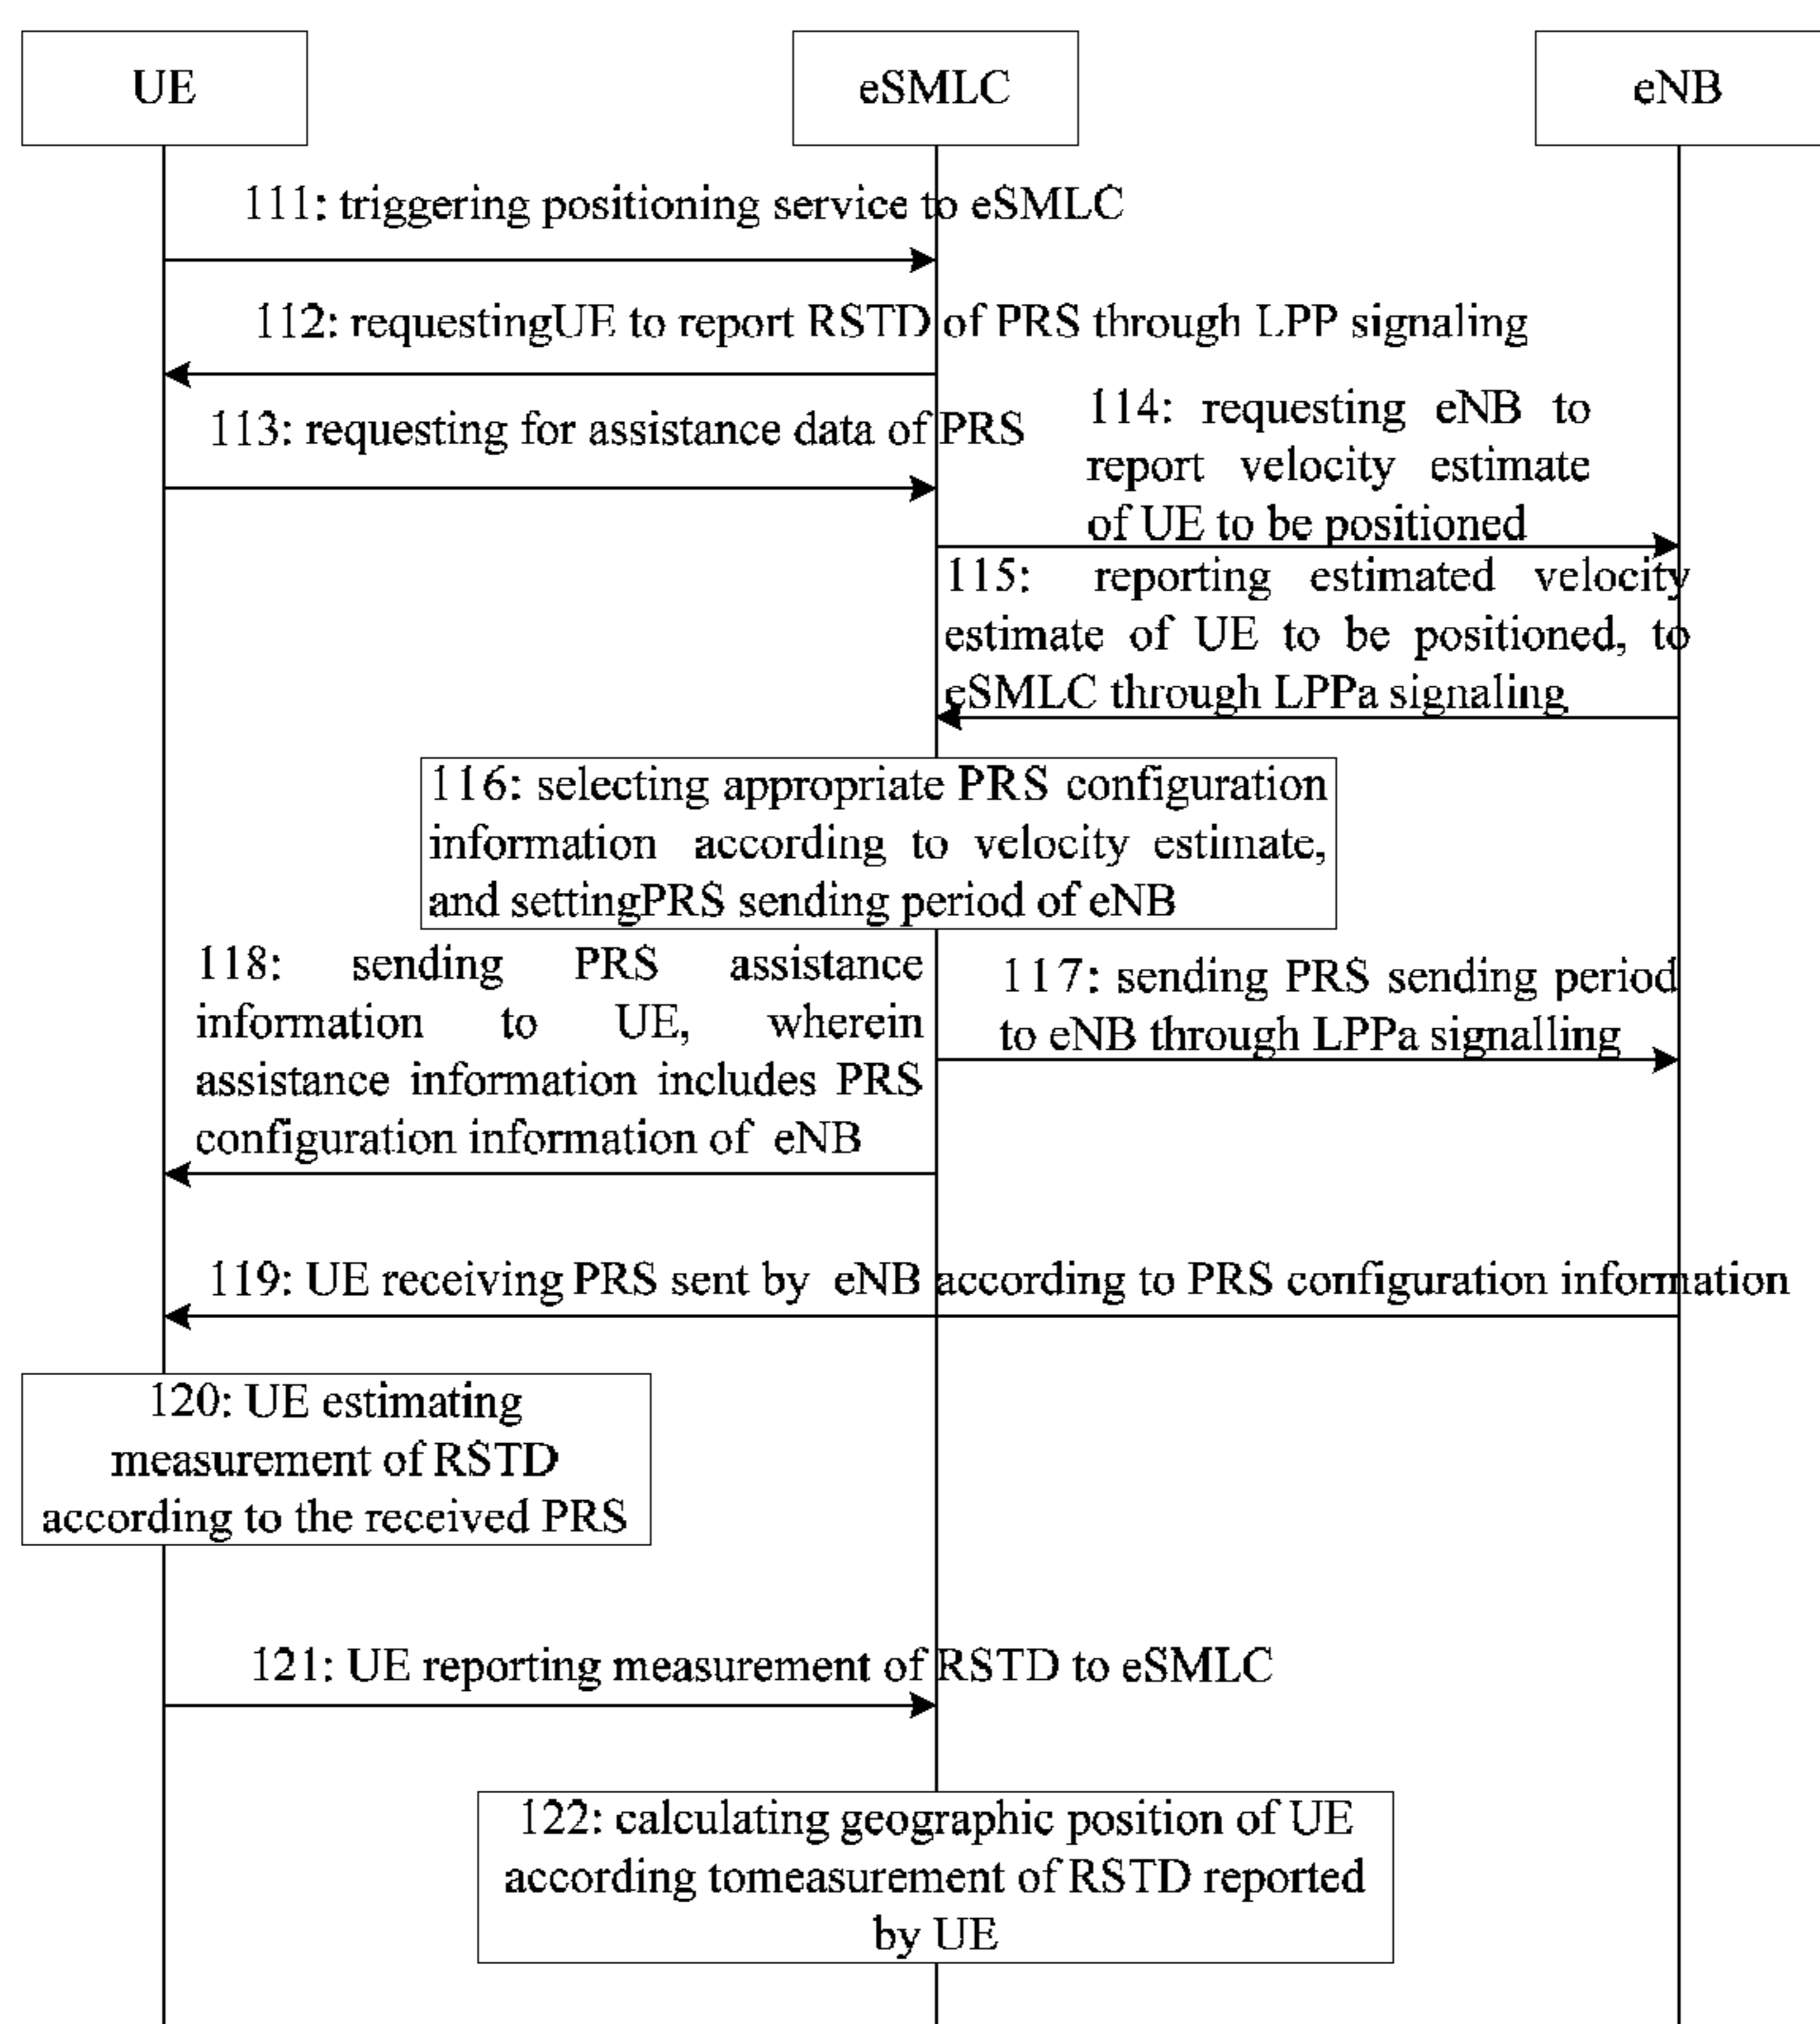 UE
eSMLC
eNB
111: triggering positioning service to eSMLC
112: requestingUE to report RSTD of PRS through LPP signaling
113: requesting for assistance data of PRS
114: requesting eNB to
report velocity estimate
of UE to be positioned
115: reporting estimated velocity
estimate of UE to be positioned, to
eSMLC through LPPa signaling
116: selecting appropriate PRS configuration
information according to velocity estimate,
and settingPRS sending period of eNB
118: sending PRS assistance
information to UE, wherein
assistance information includes PRS
configuration information of eNB
117: sending PRS sending period
to eNB through LPPa signalling
119: UE receiving PRS sent by eNB according to PRS configuration information
120: UE estimating
measurement of RSTD
according to the received PRS
121: UE reporting measurement of RSTD to eSMLC
122: calculating geographic position of UE
according tomeasurement of RSTD reported
by UE